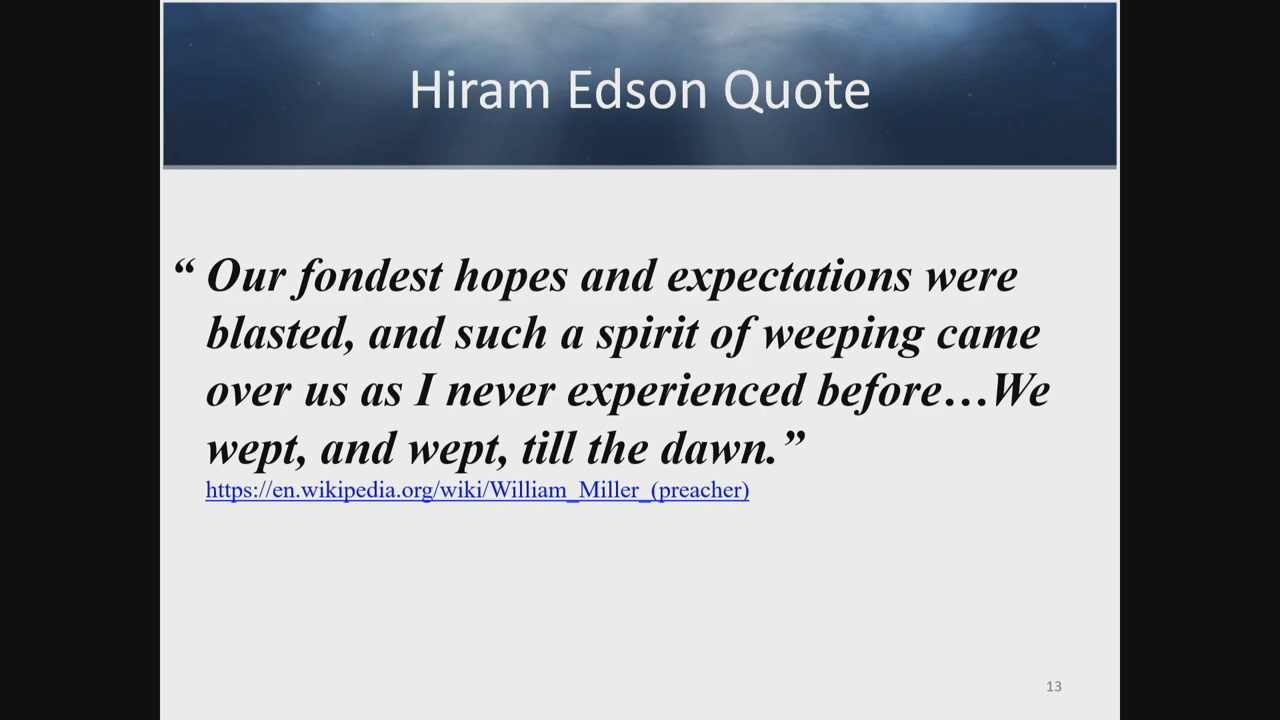 Hiram Edson Quote
“ Our fondest hopes and expectations were
blasted, and such a spirit of weeping came
over us as I never experienced before…We
wept, and wept, till the dawn.”
https://en.wikipedia.org/wiki/William_Miller_(preacher)
13